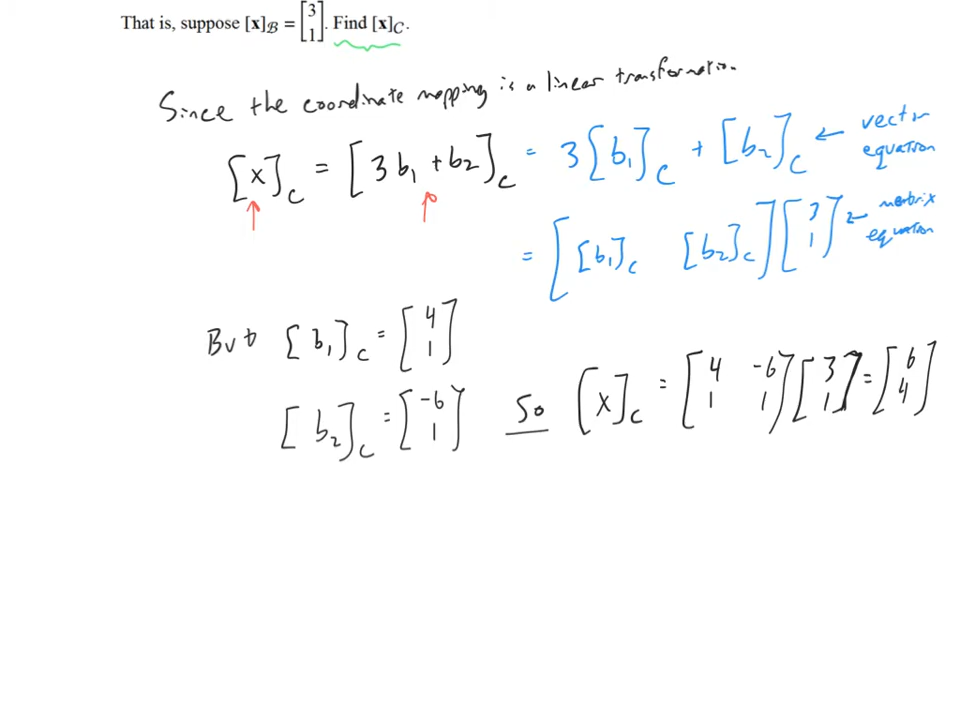 That is, suppose [x]_B = [3 1]. Find [x]_C.
Since the coordinate mapping is a linear transformation.
[x]_C = [3b₁ + b₂]_C = 3[b₁]_C + [b₂]_C ← vector equation
= [[b₁]_C [b₂]_C][3 1] ← matrix equation
But [b₁]_C = [4 1]
[b₂]_C = [-6 1] So [x]_C = [4 -6 1 1][3 1] = [6 4]